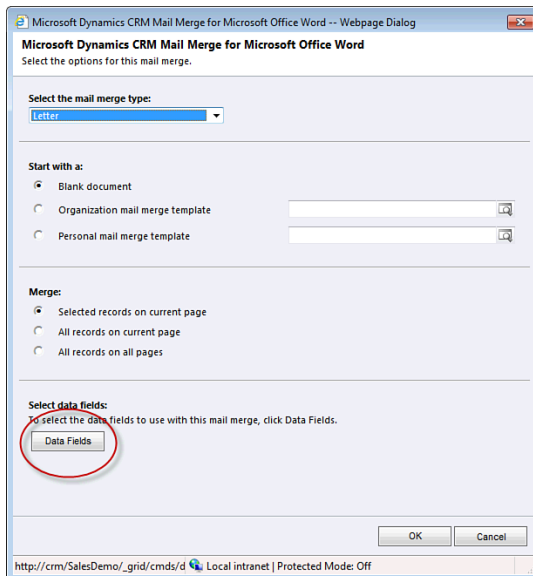 Microsoft Dynamics CRM Mail Merge for Microsoft Office Word -- Webpage Dialog
Microsoft Dynamics CRM Mail Merge for Microsoft Office Word
Select the options for this mail merge.
Select the mail merge type:
Letter
Start with a:
Blank document
Organization mail merge template
Personal mail merge template
Merge:
Selected records on current page
All records on current page
All records on all pages
Select data fields:
To select the data fields to use with this mail merge, click Data Fields.
Data Fields
OK Cancel
http://crm/SalesDemo/_grid/cmds/d Local intranet | Protected Mode: Off